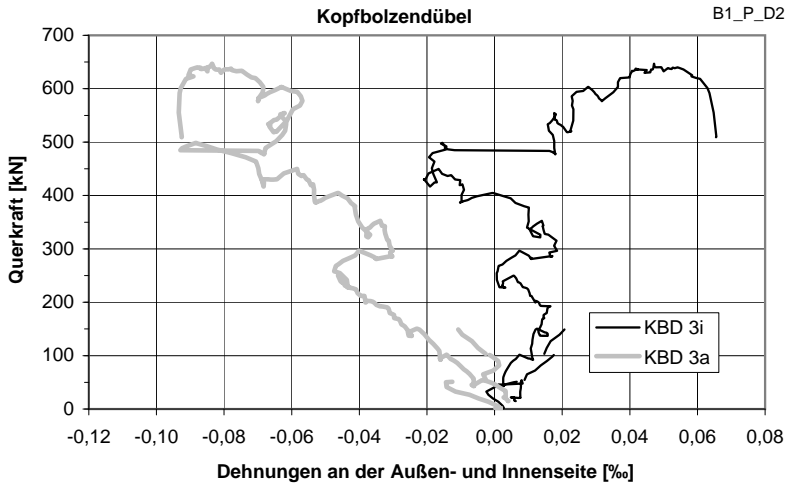 Kopfbolzendübel
B1_P_D2
700
600
500
400
300
200
100
0
Querkraft [kN]
-0,12 -0,10 -0,08 -0,06 -0,04 -0,02 0,00 0,02 0,04 0,06 0,08
Dehnungen an der Außen- und Innenseite [‰]
KBD 3i
KBD 3a